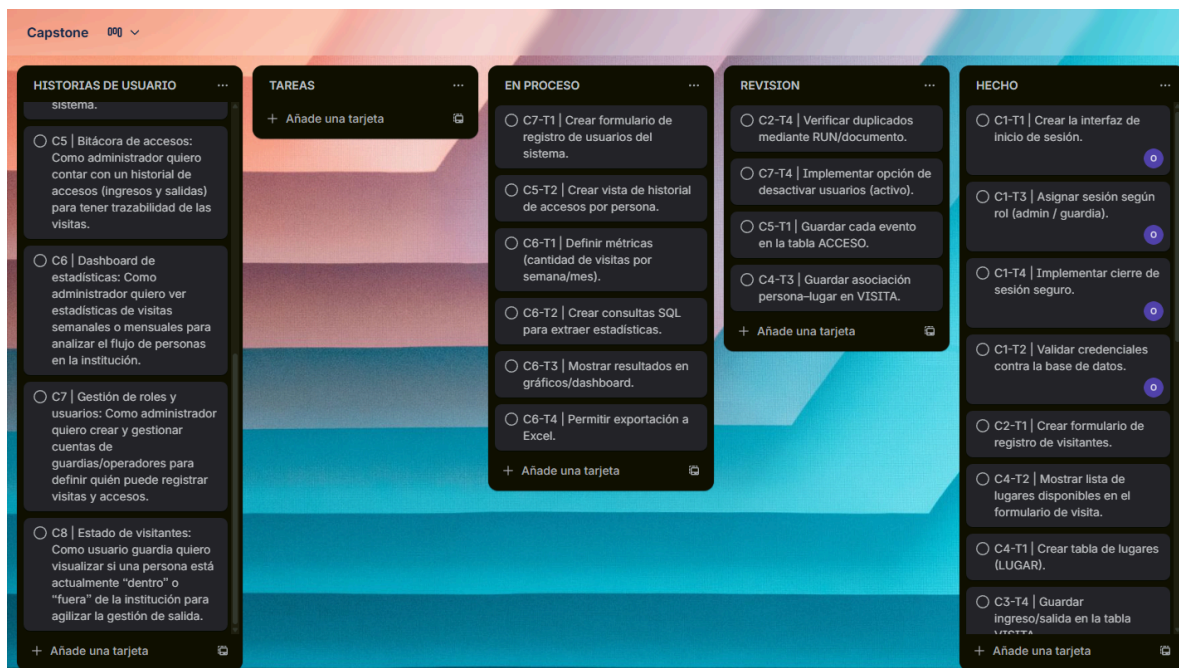 Capstone
HISTORIAS DE USUARIO
sistema.
C5 | Bitácora de accesos:
Como administrador quiero
contar con un historial de
accesos (ingresos y salidas)
para tener trazabilidad de las
visitas.
C6 | Dashboard de
estadísticas: Como
administrador quiero ver
estadísticas de visitas
semanales o mensuales para
analizar el flujo de personas
en la institución.
C7 | Gestión de roles y
usuarios: Como administrador
quiero crear y gestionar
cuentas de
guardias/operadores para
definir quién puede registrar
visitas y accesos.
C8 | Estado de visitantes:
Como usuario guardia quiero
visualizar si una persona está
actualmente “dentro” o
“fuera” de la institución para
agilizar la gestión de salida.
+ Añade una tarjeta
TAREAS
+ Añade una tarjeta
EN PROCESO
C7-T1 | Crear formulario de
registro de usuarios del
sistema.
C5-T2 | Crear vista de historial
de accesos por persona.
C6-T1 | Definir métricas
(cantidad de visitas por
semana/mes).
C6-T2 | Crear consultas SQL
para extraer estadísticas.
C6-T3 | Mostrar resultados en
gráficos/dashboard.
C6-T4 | Permitir exportación a
Excel.
+ Añade una tarjeta
REVISION
C2-T4 | Verificar duplicados
mediante RUN/documento.
C7-T4 | Implementar opción de
desactivar usuarios (activo).
C5-T1 | Guardar cada evento
en la tabla ACCESO.
C4-T3 | Guardar asociación
persona–lugar en VISITA.
+ Añade una tarjeta
HECHO
C1-T1 | Crear la interfaz de
inicio de sesión.
O
C1-T3 | Asignar sesión según
rol (admin / guardia).
O
C1-T4 | Implementar cierre de
sesión seguro.
O
C1-T2 | Validar credenciales
contra la base de datos.
O
C2-T1 | Crear formulario de
registro de visitantes.
C4-T2 | Mostrar lista de
lugares disponibles en el
formulario de visita.
C4-T1 | Crear tabla de lugares
(LUGAR).
C3-T4 | Guardar
ingreso/salida en la tabla
VISITA
+ Añade una tarjeta